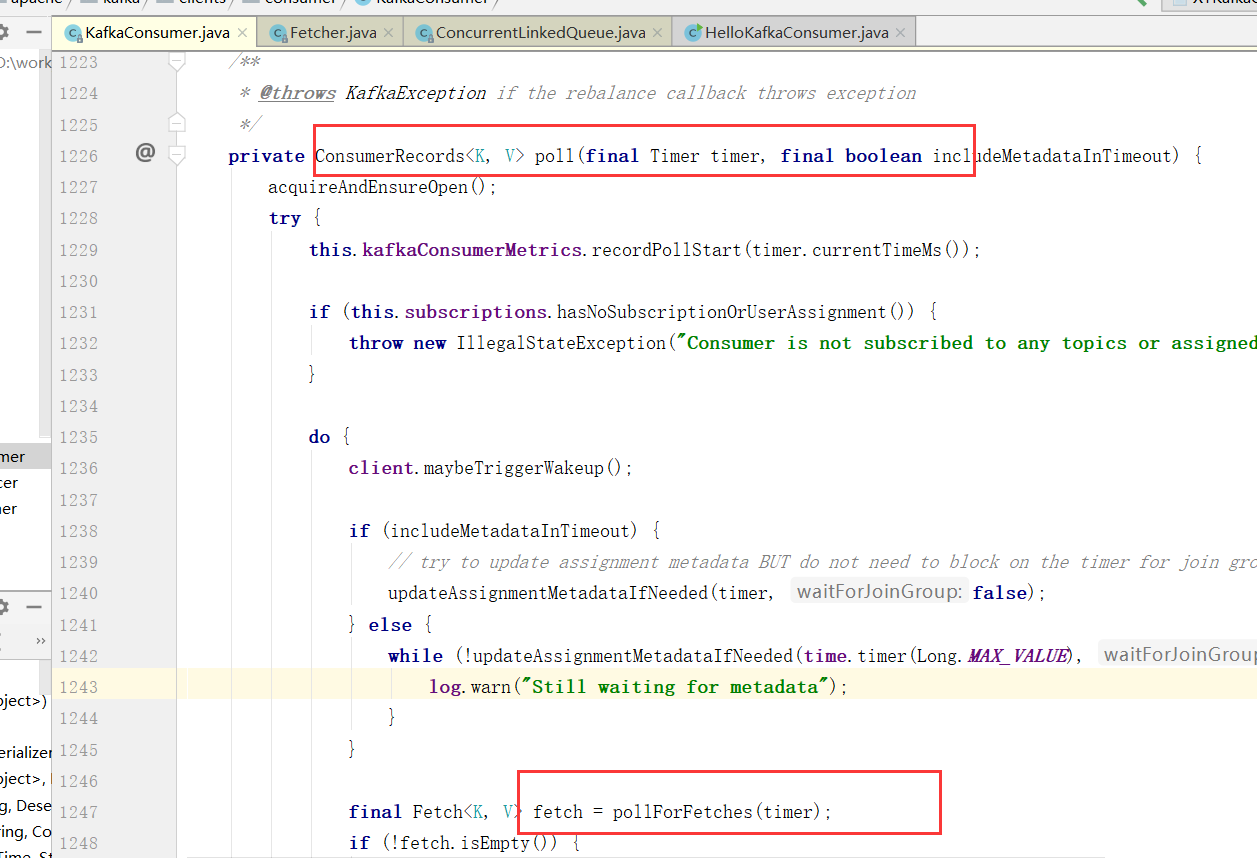 apache kafka clients consumer KafkaConsumer
KafkaConsumer.java × Fetcher.java × ConcurrentLinkedQueue.java × HelloKafkaConsumer.java ×
D:\work
1223 /**
1224 * @throws KafkaException if the rebalance callback throws exception
1225 */
1226 @ private ConsumerRecords<K, V> poll(final Timer timer, final boolean includeMetadataInTimeout) {
1227 acquireAndEnsureOpen();
1228 try {
1229 this.kafkaConsumerMetrics.recordPollStart(timer.currentTimeMs());
1230
1231 if (this.subscriptions.hasNoSubscriptionOrUserAssignment()) {
1232 throw new IllegalStateException("Consumer is not subscribed to any topics or assigned
1233 }
1234
1235 do {
1236 client.maybeTriggerWakeup();
1237
1238 if (includeMetadataInTimeout) {
1239 // try to update assignment metadata BUT do not need to block on the timer for join gro
1240 updateAssignmentMetadataIfNeeded(timer, waitForJoinGroup: false);
1241 } else {
1242 while (!updateAssignmentMetadataIfNeeded(time.timer(Long.MAX_VALUE), waitForJoinGroup
1243 log.warn("Still waiting for metadata");
1244 }
1245 }
1246
1247 final Fetch<K, V> fetch = pollForFetches(timer);
1248 if (!fetch.isEmpty()) {
mer
cer
ner
»
bject>)
erializer
bject>,
g, Dese
ring, Co